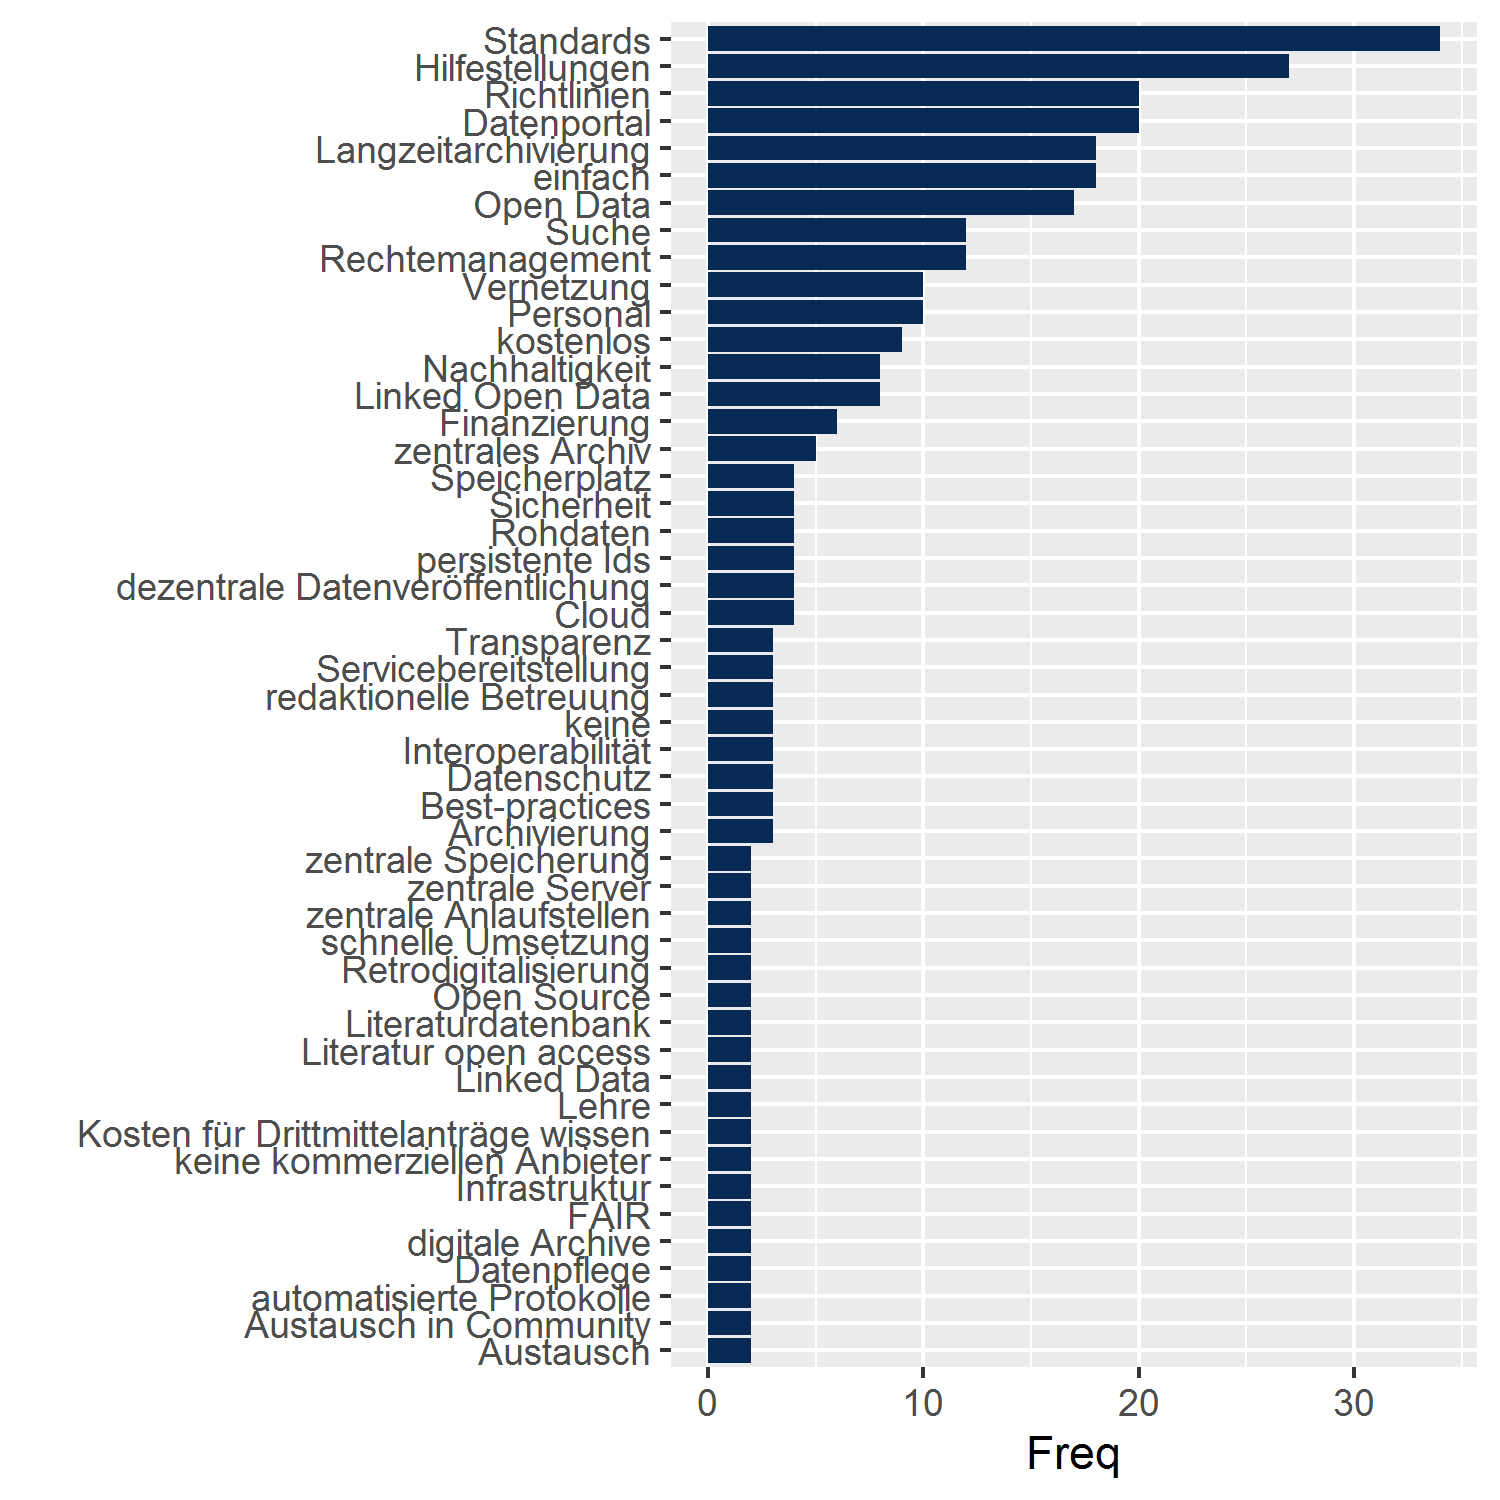 Standards
Hilfestellungen
Richtlinien
Datenportal
Langzeitarchivierung
einfach
Open Data
Suche
Rechtemanagement
Vernetzung
Personal
kostenlos
Nachhaltigkeit
Linked Open Data
Finanzierung
zentrales Archiv
Speicherplatz
Sicherheit
Rohdaten
persistente Ids
dezentrale Datenveröffentlichung
Cloud
Transparenz
Servicebereitstellung
redaktionelle Betreuung
keine
Interoperabilität
Datenschutz
Best-practices
Archivierung
zentrale Speicherung
zentrale Server
zentrale Anlaufstellen
schnelle Umsetzung
Retrodigitalisierung
Open Source
Literaturdatenbank
Literatur open access
Linked Data
Lehre
Kosten für Drittmittelanträge wissen
keine kommerziellen Anbieter
Infrastruktur
FAIR
digitale Archive
Datenpflege
automatisierte Protokolle
Austausch in Community
Austausch
0 10 20 30
Freq